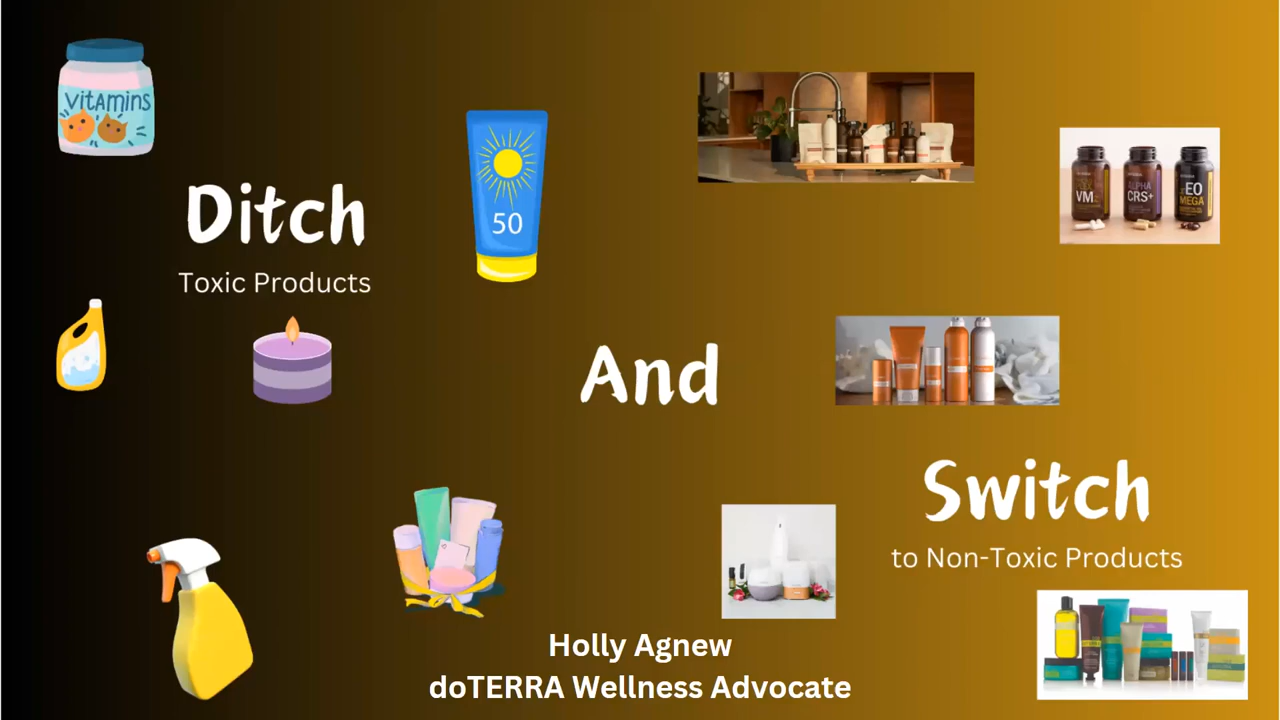 VitAMiNS
Ditch
Toxic Products
50
VM
ALPHA
CRS+
EO
MEGA
And
Switch
to Non-Toxic Products
Holly Agnew
doTERRA Wellness Advocate